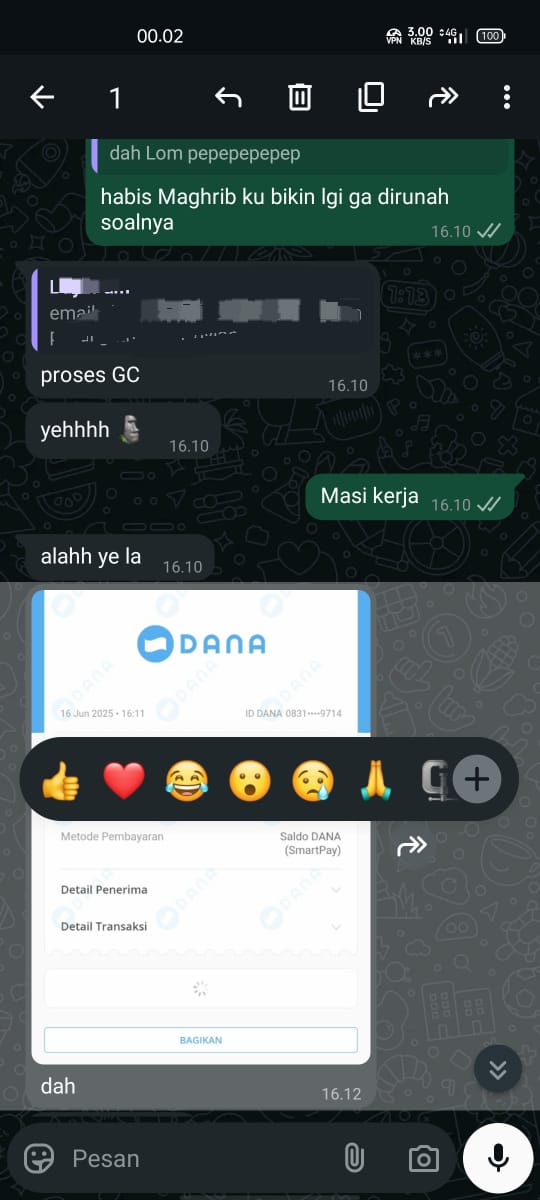 00.02
VPN 3.00 KB/S 4G 100
1
dah Lom pepepepepep
habis Maghrib ku bikin lgi ga dirunah
soalnya
16.10
email
proses GC
16.10
yehhhh 🗿
16.10
Masi kerja 16.10
alahh ye la 16.10
DANA
16 Jun 2025 • 16:11 ID DANA 0831····9714
👍 ❤️ 😂 😮 😢 🙏 +
Metode Pembayaran Saldo DANA
(SmartPay)
Detail Penerima
Detail Transaksi
BAGIKAN
dah 16.12
Pesan